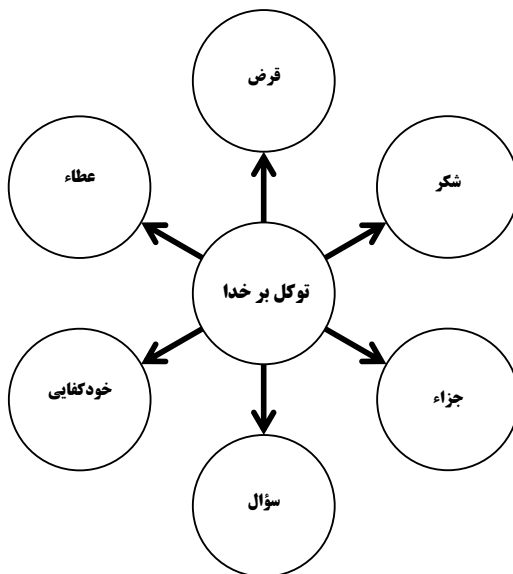 قرض
شکر
عطاء
توکل بر خدا
جزاء
خودکفایی
سؤال